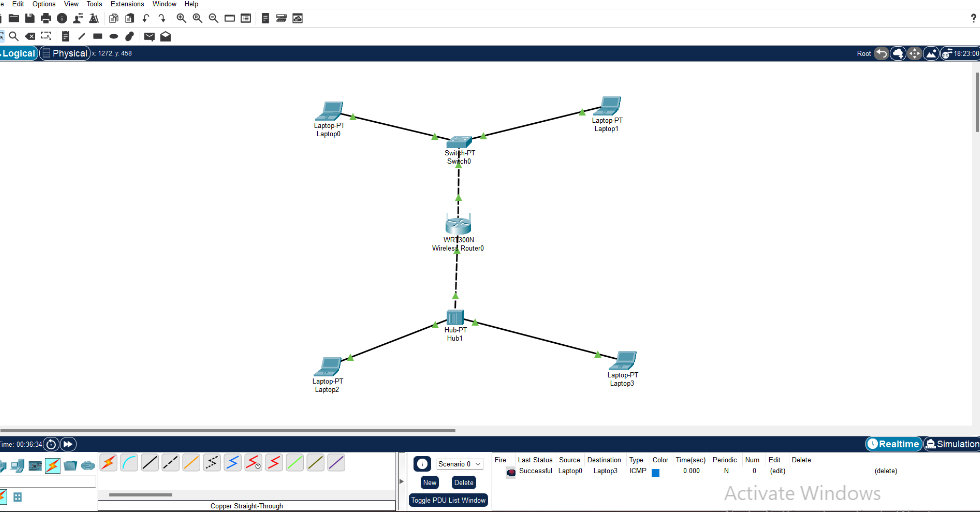 Edit Options View Tools Extensions Window Help
?
Logical Physical x: 1272, y: 459 Root 18:23:00
Laptop-PT
Laptop0
Laptop-PT
Laptop1
Switch-PT
Switch0
WRT300N
Wireless Router0
Hub-PT
Hub1
Laptop-PT
Laptop2
Laptop-PT
Laptop3
Time: 00:36:34 Realtime Simulation
Scenario 0
New Delete
Toggle PDU List Window
Fire Last Status Source Destination Type Color Time(sec) Periodic Num Edit Delete
Successful Laptop0 Laptop3 ICMP 0.000 N 0 (edit) (delete)
Copper Straight-Through
Activate Windows